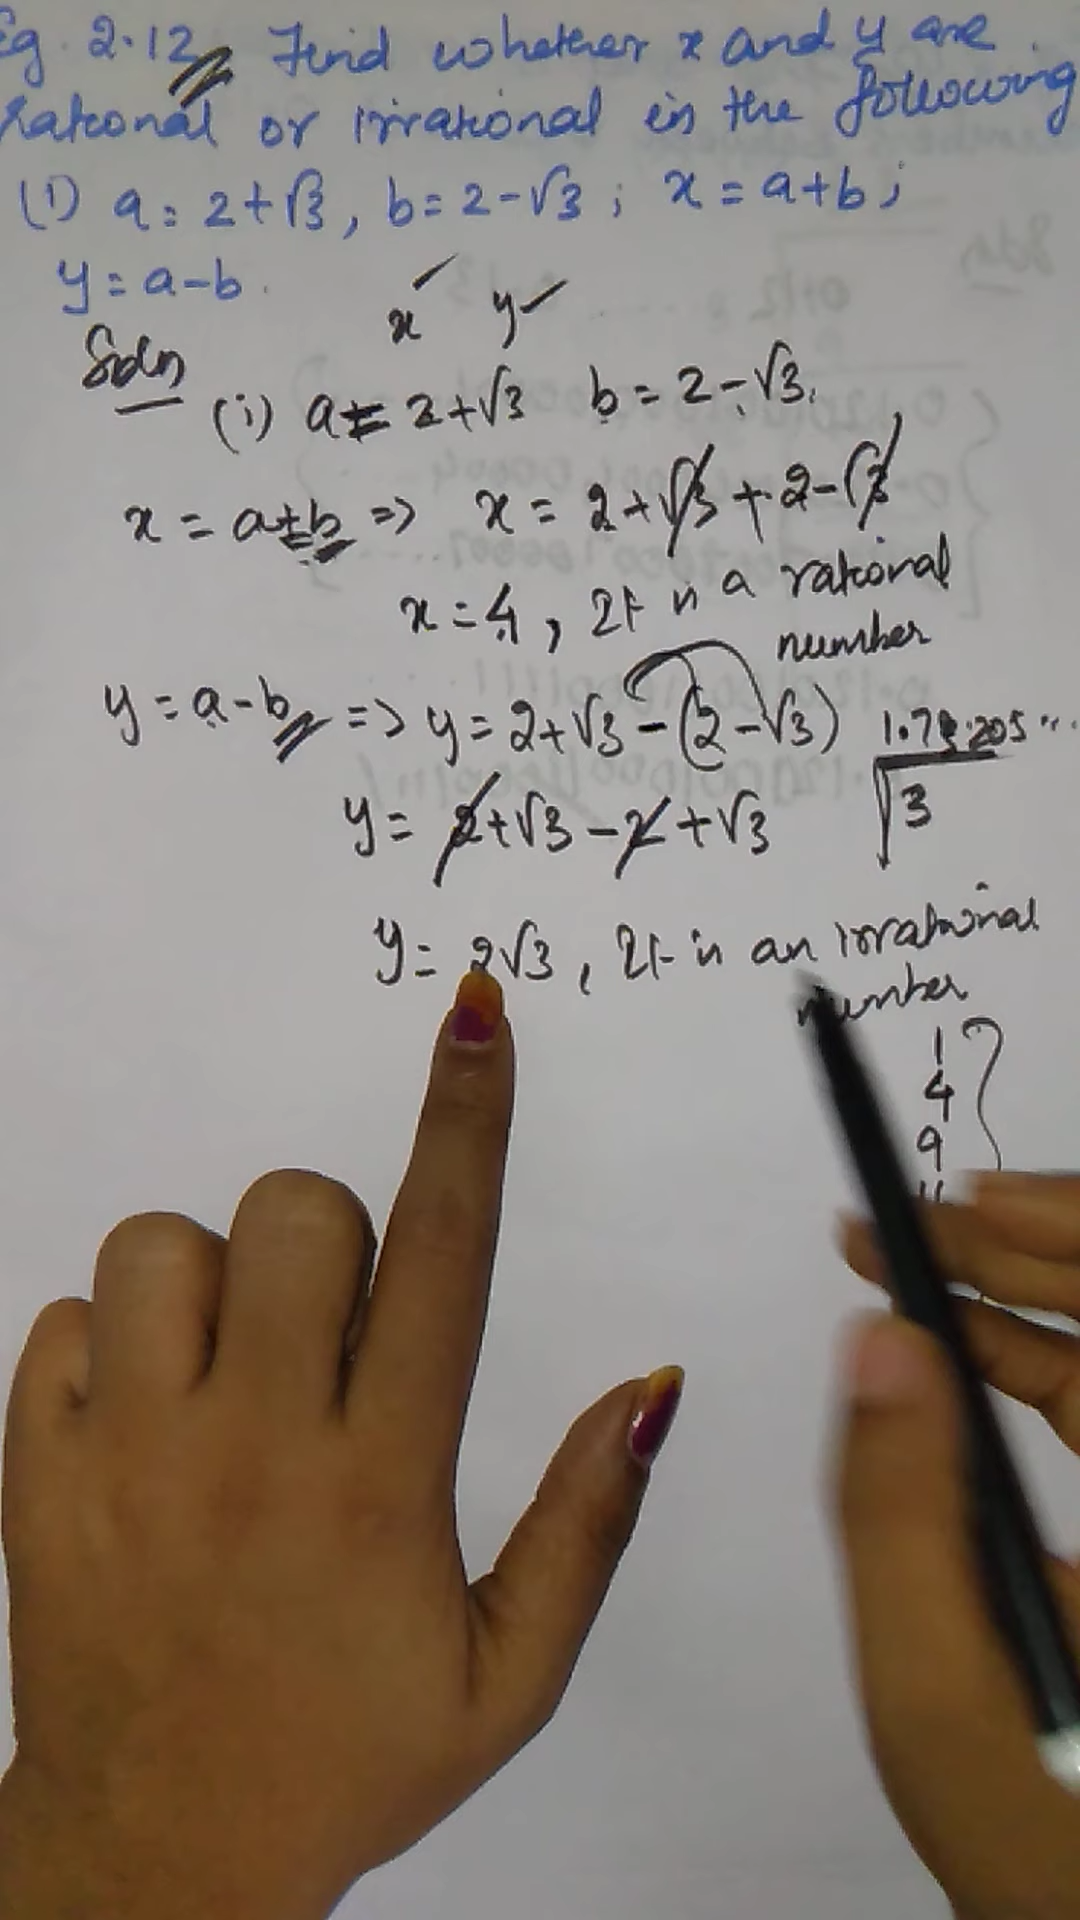 Eg. 2.12 Find whether x and y are
rational or irrational in the following
(1) a = 2+√3, b = 2-√3 ; x = a+b ;
y = a-b.
x y
Soln
(i) a = 2+√3 b = 2-√3.
x = a+b => x = 2+√3 + 2-√3
x = 4, It is a rational
number
y = a-b => y = 2+√3 - (2-√3)
√3
y = 2+√3 - 2 + √3
y = 2√3, It is an irrational
number
1
4
9